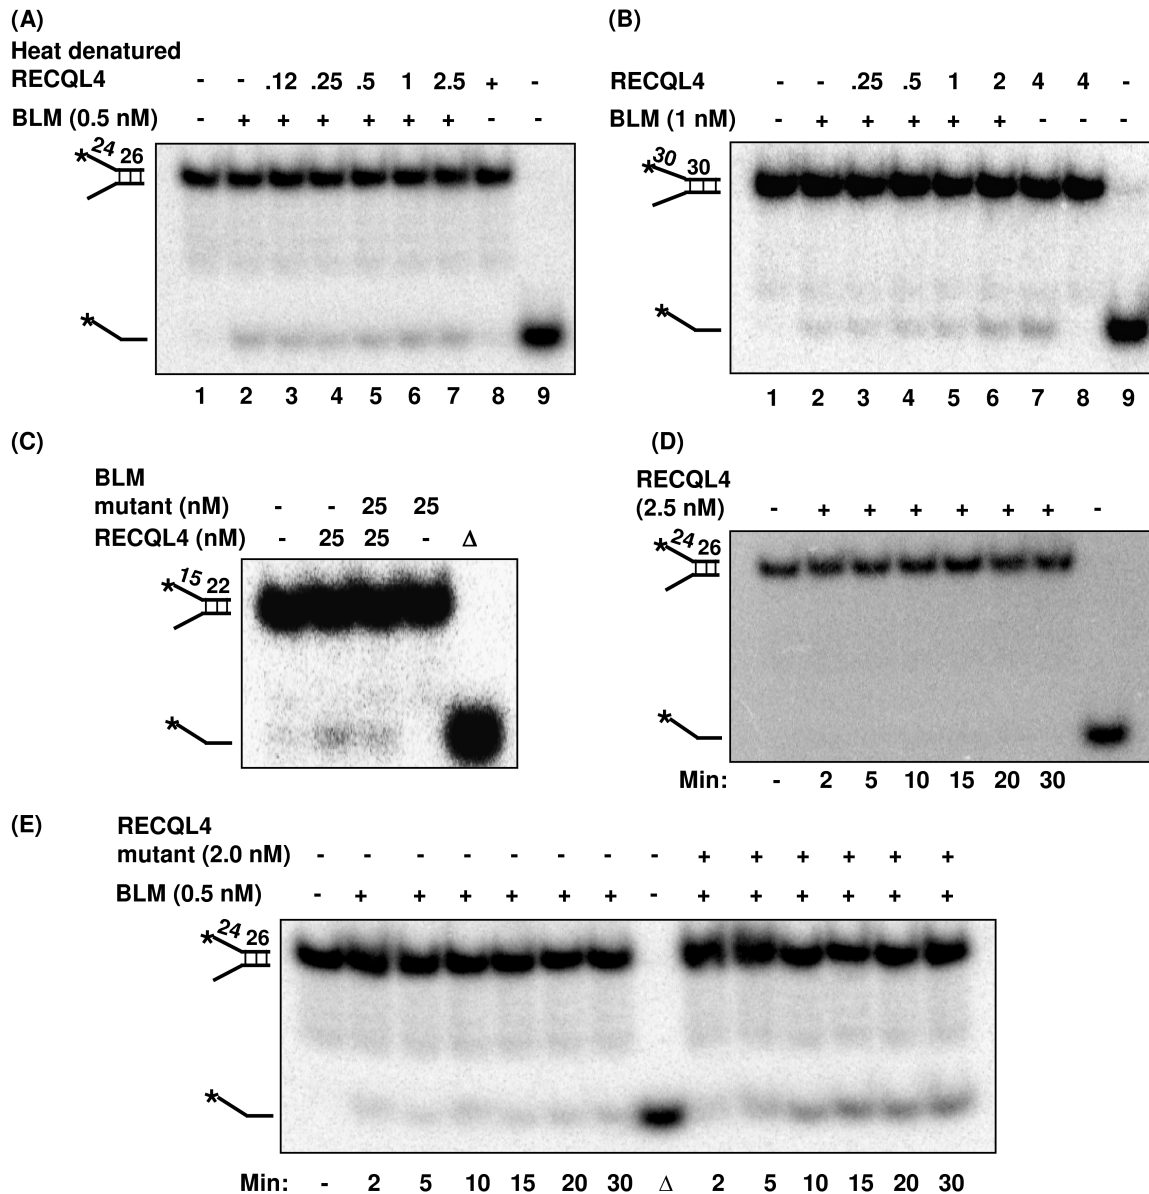 (A)
Heat denatured
RECQL4 - - .12 .25 .5 1 2.5 + -
BLM (0.5 nM) - + + + + + + - -
* 24 26
*
1 2 3 4 5 6 7 8 9
(B)
RECQL4 - - .25 .5 1 2 4 4 -
BLM (1 nM) - + + + + + - - -
* 30 30
*
1 2 3 4 5 6 7 8 9
(C)
BLM
mutant (nM) - - 25 25
RECQL4 (nM) - 25 25 - Δ
* 15 22
*
(D)
RECQL4
(2.5 nM) - + + + + + + -
* 24 26
*
Min: - 2 5 10 15 20 30
(E)
RECQL4
mutant (2.0 nM) - - - - - - - - + + + + + +
BLM (0.5 nM) - + + + + + + - + + + + + +
* 24 26
*
Min: - 2 5 10 15 20 30 Δ 2 5 10 15 20 30